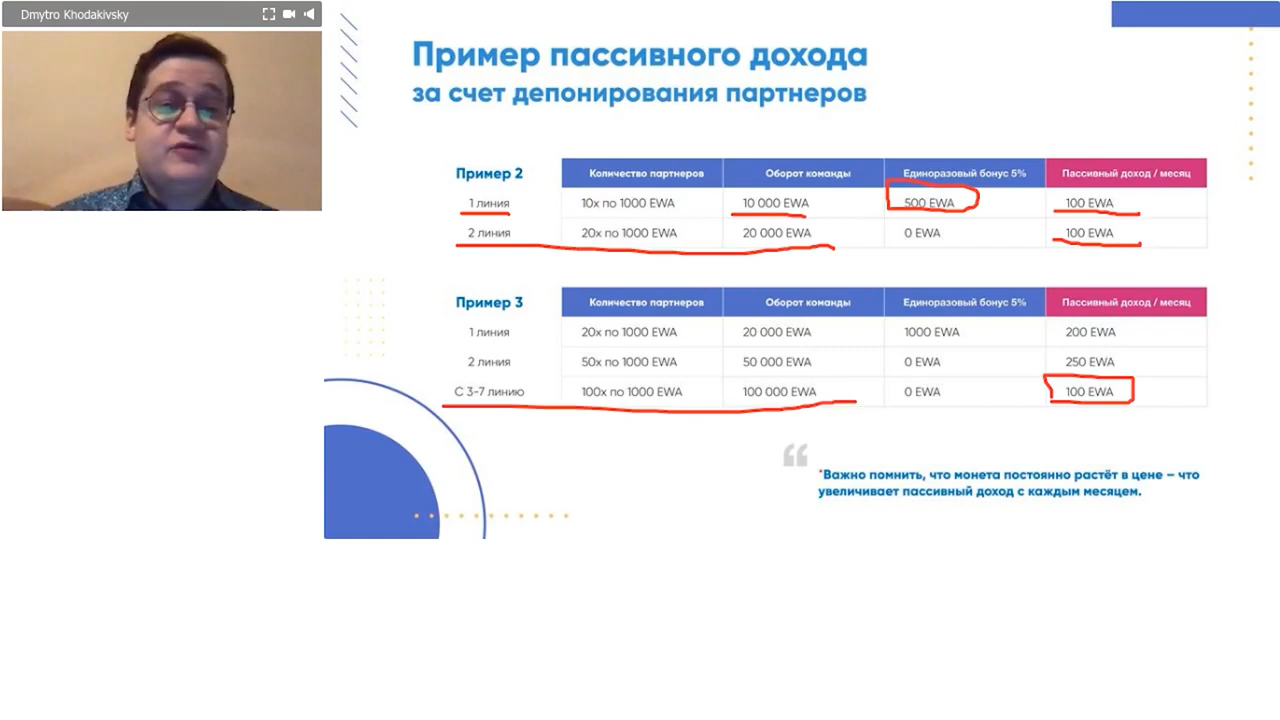 Dmytro Khodakivsky
Пример пассивного дохода
за счет депонирования партнеров
Пример 2
Количество партнеров
Оборот команды
Единоразовый бонус 5%
Пассивный доход / месяц
1 линия
10х по 1000 EWA
10 000 EWA
500 EWA
100 EWA
2 линия
20х по 1000 EWA
20 000 EWA
0 EWA
100 EWA
Пример 3
Количество партнеров
Оборот команды
Единоразовый бонус 5%
Пассивный доход / месяц
1 линия
20х по 1000 EWA
20 000 EWA
1000 EWA
200 EWA
2 линия
50х по 1000 EWA
50 000 EWA
0 EWA
250 EWA
С 3-7 линию
100х по 1000 EWA
100 000 EWA
0 EWA
100 EWA
*Важно помнить, что монета постоянно растёт в цене – что
увеличивает пассивный доход с каждым месяцем.